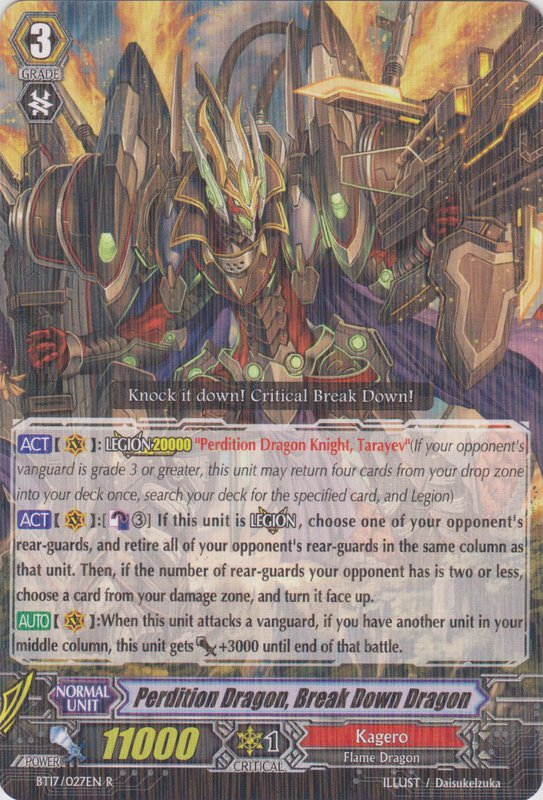 3
GRADE
Knock it down! Critical Break Down!
ACT【 】: LEGION 20000 "Perdition Dragon Knight, Tarayev"(If your opponent's
vanguard is grade 3 or greater, this unit may return four cards from your drop zone
into your deck once, search your deck for the specified card, and Legion)
ACT【 】:[ ③] If this unit is LEGION, choose one of your opponent's
rear-guards, and retire all of your opponent's rear-guards in the same column as
that unit. Then, if the number of rear-guards your opponent has is two or less,
choose a card from your damage zone, and turn it face up.
AUTO【 】:When this unit attacks a vanguard, if you have another unit in your
middle column, this unit gets +3000 until end of that battle.
NORMAL UNIT
Perdition Dragon, Break Down Dragon
POWER 11000
1 CRITICAL
Kagero
Flame Dragon
BT17/027EN R
ILLUST / DaisukeIzuka